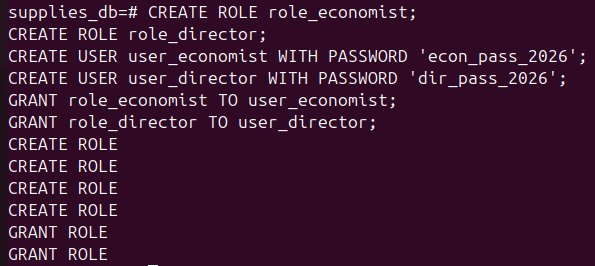 supplies_db=# CREATE ROLE role_economist;
CREATE ROLE role_director;
CREATE USER user_economist WITH PASSWORD 'econ_pass_2026';
CREATE USER user_director WITH PASSWORD 'dir_pass_2026';
GRANT role_economist TO user_economist;
GRANT role_director TO user_director;
CREATE ROLE
CREATE ROLE
CREATE ROLE
CREATE ROLE
GRANT ROLE
GRANT ROLE